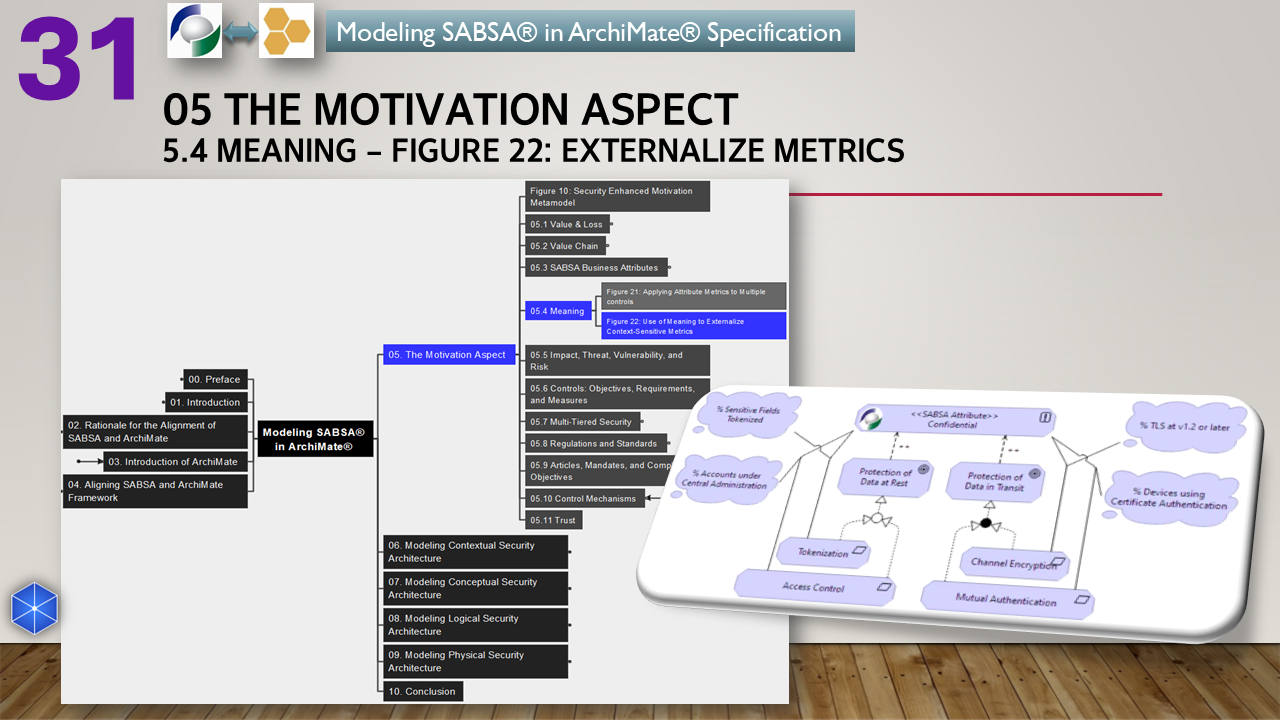 31
Modeling SABSA® in ArchiMate® Specification
05 THE MOTIVATION ASPECT
5.4 MEANING – FIGURE 22: EXTERNALIZE METRICS
Modeling SABSA®
in ArchiMate®
00. Preface
01. Introduction
02. Rationale for the Alignment of
SABSA and ArchiMate
03. Introduction of ArchiMate
04. Aligning SABSA and ArchiMate
Framework
05. The Motivation Aspect
Figure 10: Security Enhanced Motivation
Metamodel
05.1 Value & Loss
05.2 Value Chain
05.3 SABSA Business Attributes
05.4 Meaning
Figure 21: Applying Attribute Metrics to Multiple
controls
Figure 22: Use of Meaning to Externalize
Context-Sensitive Metrics
05.5 Impact, Threat, Vulnerability, and
Risk
05.6 Controls: Objectives, Requirements,
and Measures
05.7 Multi-Tiered Security
05.8 Regulations and Standards
05.9 Articles, Mandates, and Comp
Objectives
05.10 Control Mechanisms
05.11 Trust
06. Modeling Contextual Security
Architecture
07. Modeling Conceptual Security
Architecture
08. Modeling Logical Security
Architecture
09. Modeling Physical Security
Architecture
10. Conclusion
% Sensitive Fields
Tokenized
<<SABSA Attribute>>
Confidential
% TLS at v1.2 or later
% Accounts under
Central Administration
Protection of
Data at Rest
++
Protection of
Data in Transit
++
% Devices using
Certificate Authentication
Tokenization
Channel Encryption
Access Control
Mutual Authentication